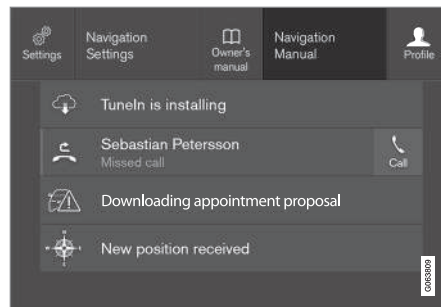 Settings
Navigation
Settings
Owner's
manual
Navigation
Manual
Profile
TuneIn is installing
Sebastian Petersson
Missed call
Call
Downloading appointment proposal
New position received
G063809